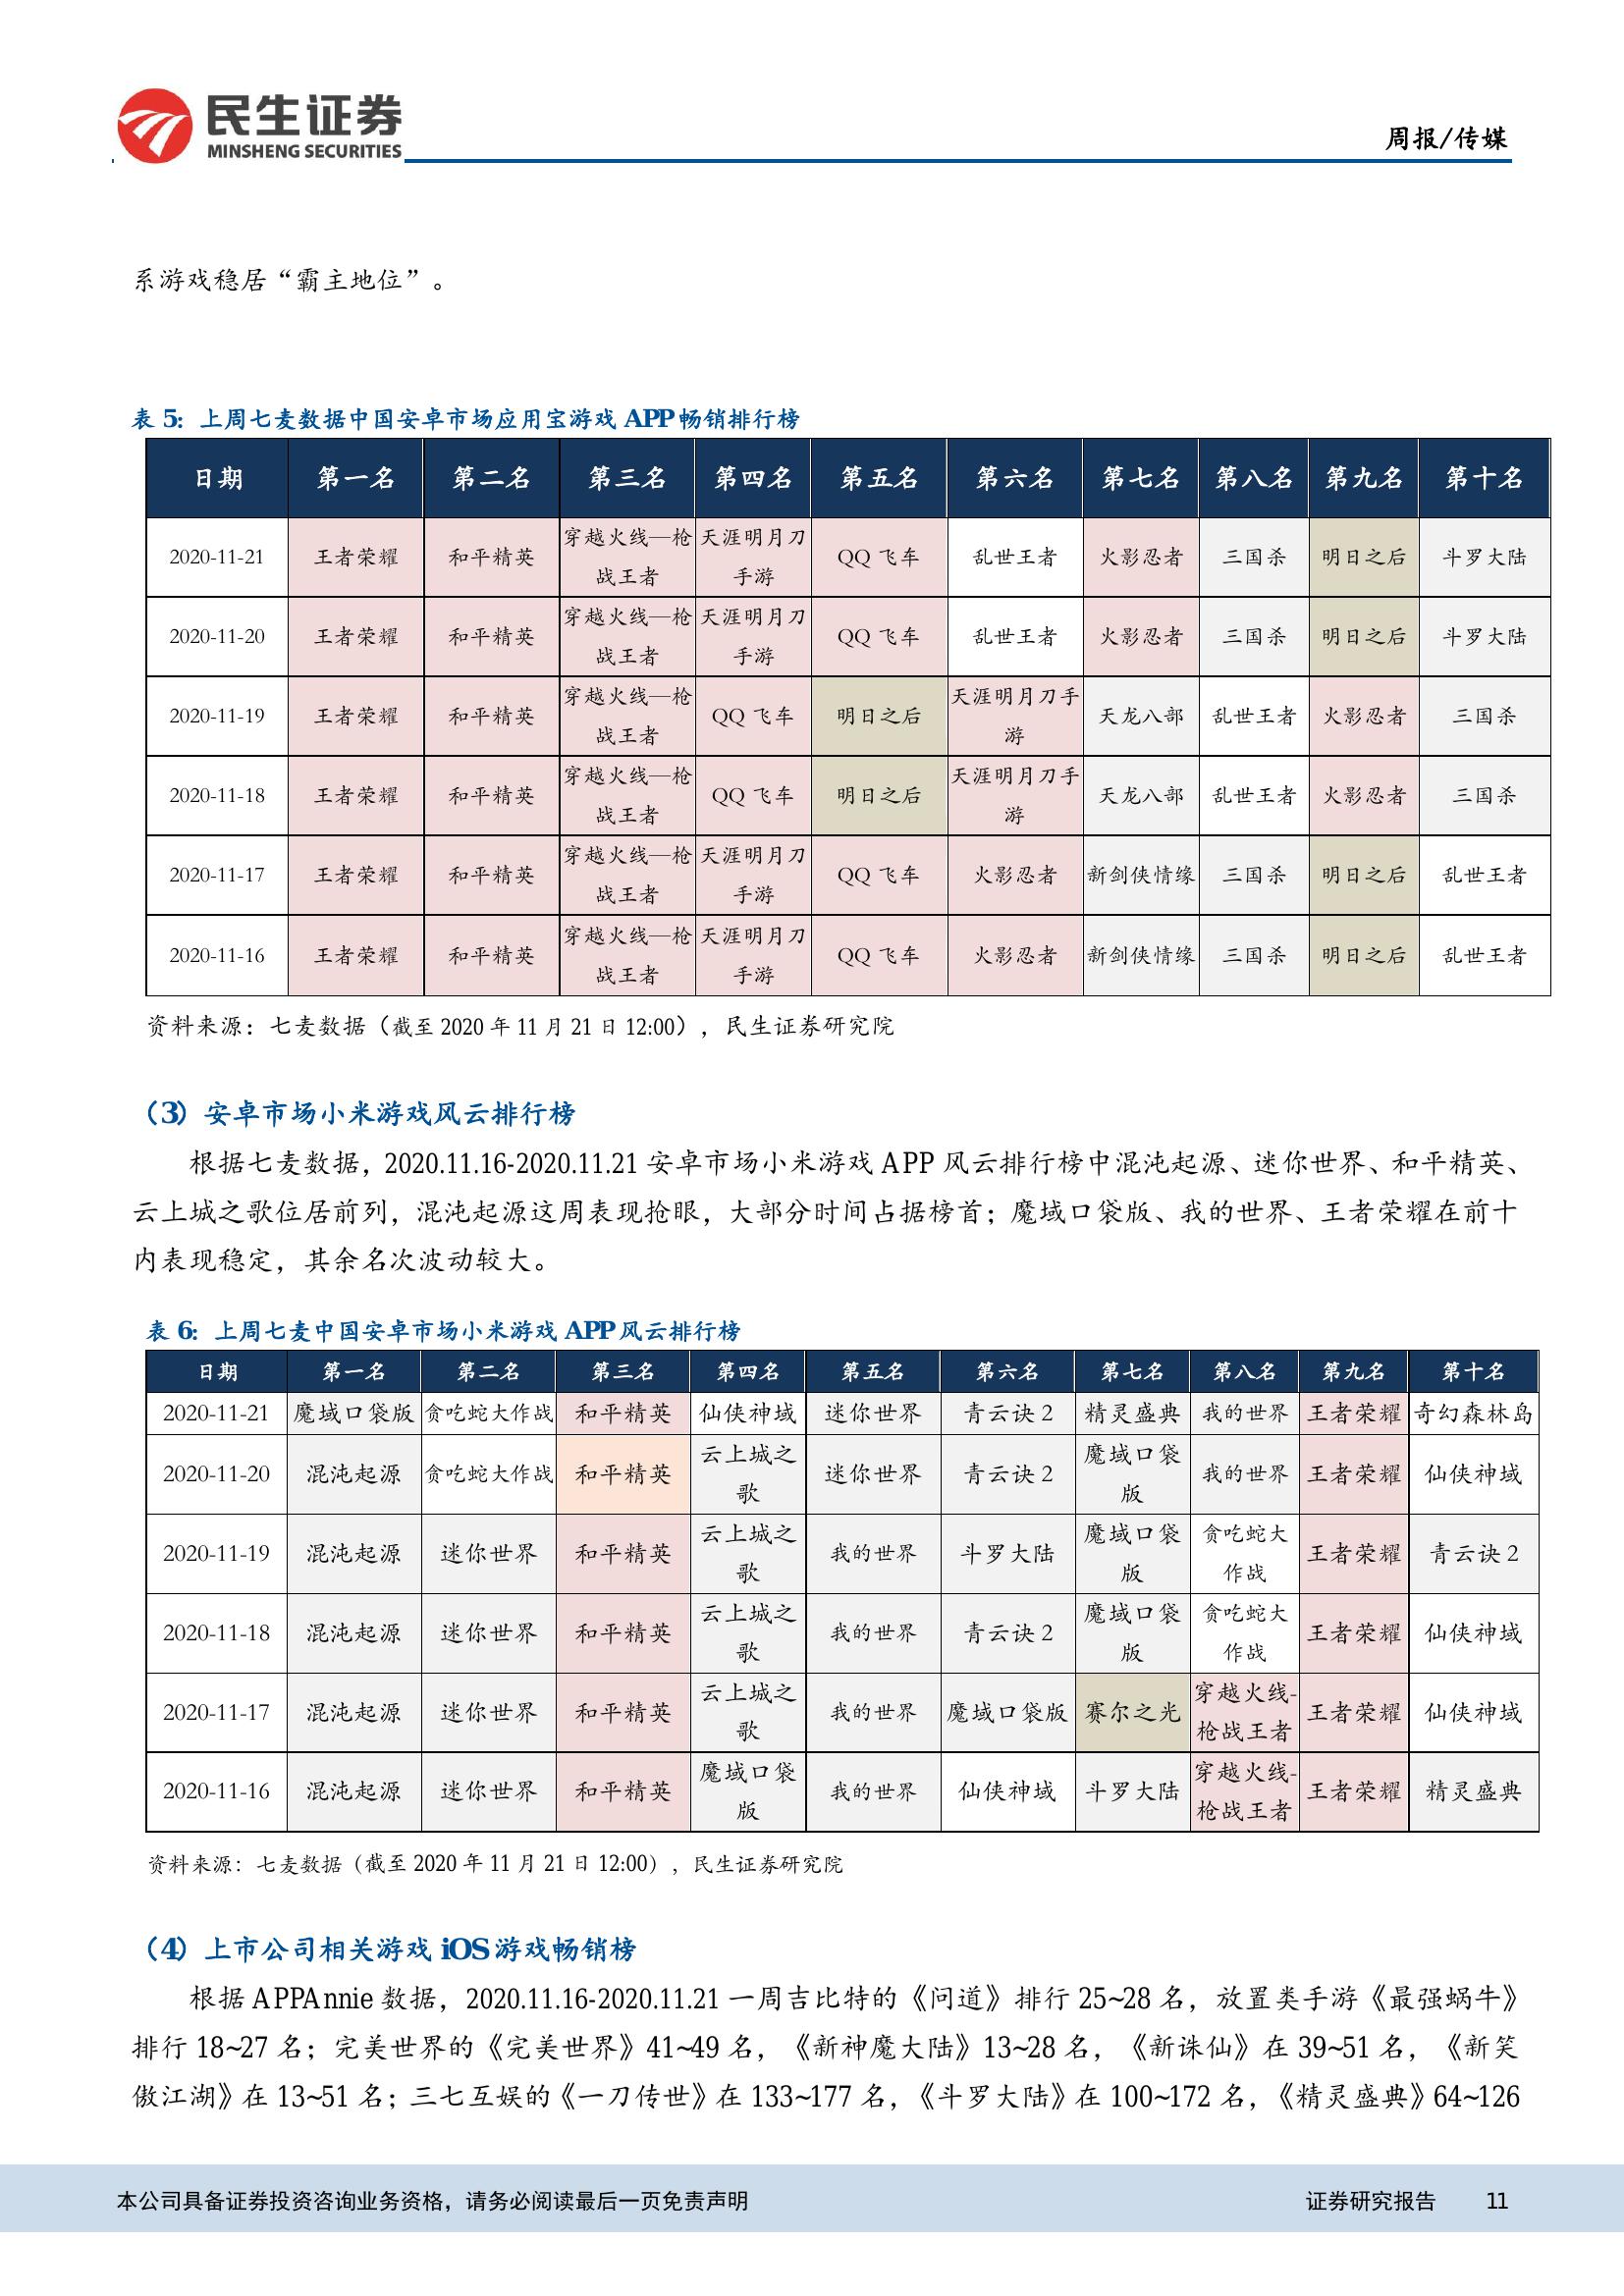 民生证券
MINSHENG SECURITIES
周报/传媒
系游戏稳居“霸主地位”。
表 5：上周七麦数据中国安卓市场应用宝游戏 APP 畅销排行榜
日期 第一名 第二名 第三名 第四名 第五名 第六名 第七名 第八名 第九名 第十名
2020-11-21 王者荣耀 和平精英 穿越火线—枪战王者 天涯明月刀手游 QQ 飞车 乱世王者 火影忍者 三国杀 明日之后 斗罗大陆
2020-11-20 王者荣耀 和平精英 穿越火线—枪战王者 天涯明月刀手游 QQ 飞车 乱世王者 火影忍者 三国杀 明日之后 斗罗大陆
2020-11-19 王者荣耀 和平精英 穿越火线—枪战王者 QQ 飞车 明日之后 天涯明月刀手游 天龙八部 乱世王者 火影忍者 三国杀
2020-11-18 王者荣耀 和平精英 穿越火线—枪战王者 QQ 飞车 明日之后 天涯明月刀手游 天龙八部 乱世王者 火影忍者 三国杀
2020-11-17 王者荣耀 和平精英 穿越火线—枪战王者 天涯明月刀手游 QQ 飞车 火影忍者 新剑侠情缘 三国杀 明日之后 乱世王者
2020-11-16 王者荣耀 和平精英 穿越火线—枪战王者 天涯明月刀手游 QQ 飞车 火影忍者 新剑侠情缘 三国杀 明日之后 乱世王者
资料来源：七麦数据（截至 2020 年 11 月 21 日 12:00），民生证券研究院
（3）安卓市场小米游戏风云排行榜
根据七麦数据，2020.11.16-2020.11.21 安卓市场小米游戏 APP 风云排行榜中混沌起源、迷你世界、和平精英、
云上城之歌位居前列，混沌起源这周表现抢眼，大部分时间占据榜首；魔域口袋版、我的世界、王者荣耀在前十
内表现稳定，其余名次波动较大。
表 6：上周七麦中国安卓市场小米游戏 APP 风云排行榜
日期 第一名 第二名 第三名 第四名 第五名 第六名 第七名 第八名 第九名 第十名
2020-11-21 魔域口袋版 贪吃蛇大作战 和平精英 仙侠神域 迷你世界 青云诀 2 精灵盛典 我的世界 王者荣耀 奇幻森林岛
2020-11-20 混沌起源 贪吃蛇大作战 和平精英 云上城之歌 迷你世界 青云诀 2 魔域口袋版 我的世界 王者荣耀 仙侠神域
2020-11-19 混沌起源 迷你世界 和平精英 云上城之歌 我的世界 斗罗大陆 魔域口袋版 贪吃蛇大作战 王者荣耀 青云诀 2
2020-11-18 混沌起源 迷你世界 和平精英 云上城之歌 我的世界 青云诀 2 魔域口袋版 贪吃蛇大作战 王者荣耀 仙侠神域
2020-11-17 混沌起源 迷你世界 和平精英 云上城之歌 我的世界 魔域口袋版 赛尔之光 穿越火线-枪战王者 王者荣耀 仙侠神域
2020-11-16 混沌起源 迷你世界 和平精英 魔域口袋版 我的世界 仙侠神域 斗罗大陆 穿越火线-枪战王者 王者荣耀 精灵盛典
资料来源：七麦数据（截至 2020 年 11 月 21 日 12:00），民生证券研究院
（4）上市公司相关游戏 iOS 游戏畅销榜
根据 APPAnnie 数据，2020.11.16-2020.11.21 一周吉比特的《问道》排行 25~28 名，放置类手游《最强蜗牛》
排行 18~27 名；完美世界的《完美世界》41~49 名，《新神魔大陆》13~28 名，《新诛仙》在 39~51 名，《新笑
傲江湖》在 13~51 名；三七互娱的《一刀传世》在 133~177 名，《斗罗大陆》在 100~172 名，《精灵盛典》64~126
本公司具备证券投资咨询业务资格，请务必阅读最后一页免责声明 证券研究报告 11